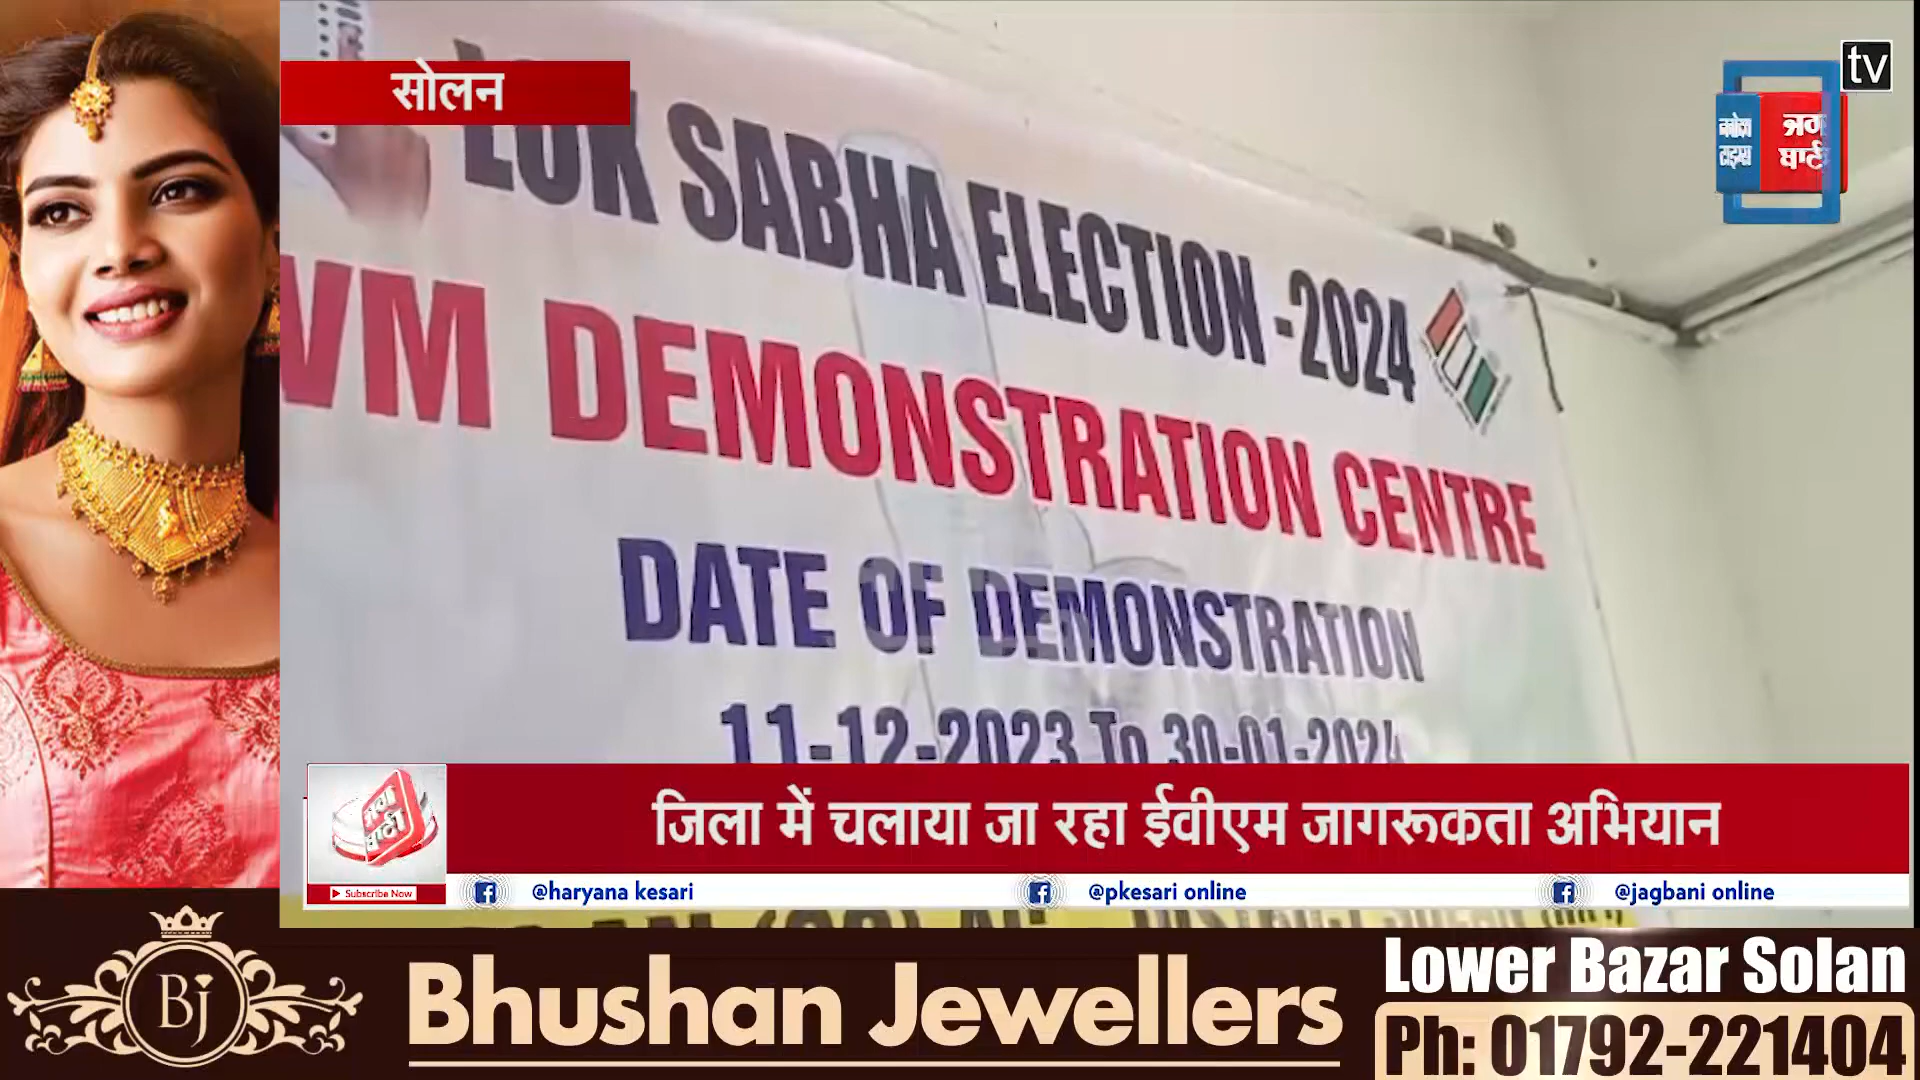 सोलन
tv
जग
बाणी
LOK SABHA ELECTION -2024
VM DEMONSTRATION CENTRE
DATE OF DEMONSTRATION
11-12-2023 To 30-01-2024
जिला में चलाया जा रहा ईवीएम जागरूकता अभियान
Subscribe Now
@haryana kesari
@pkesari online
@jagbani online
BJ
Bhushan Jewellers
Lower Bazar Solan
Ph: 01792-221404